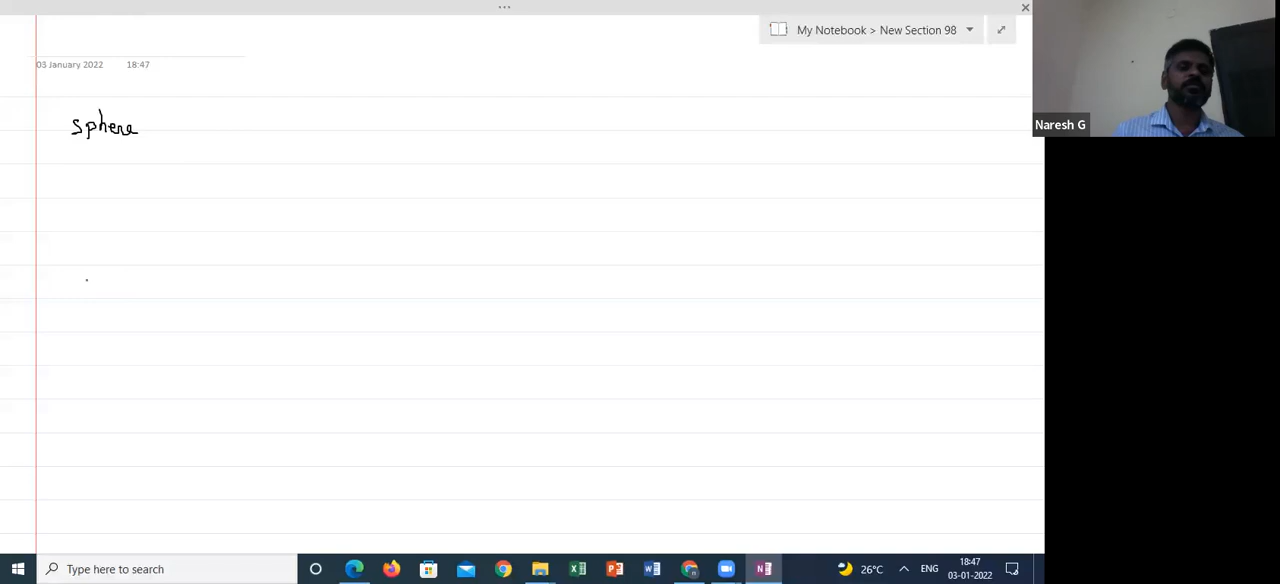 My Notebook > New Section 98
03 January 2022 18:47
sphere
Naresh G
Type here to search
26°C
ENG
18:47
03-01-2022